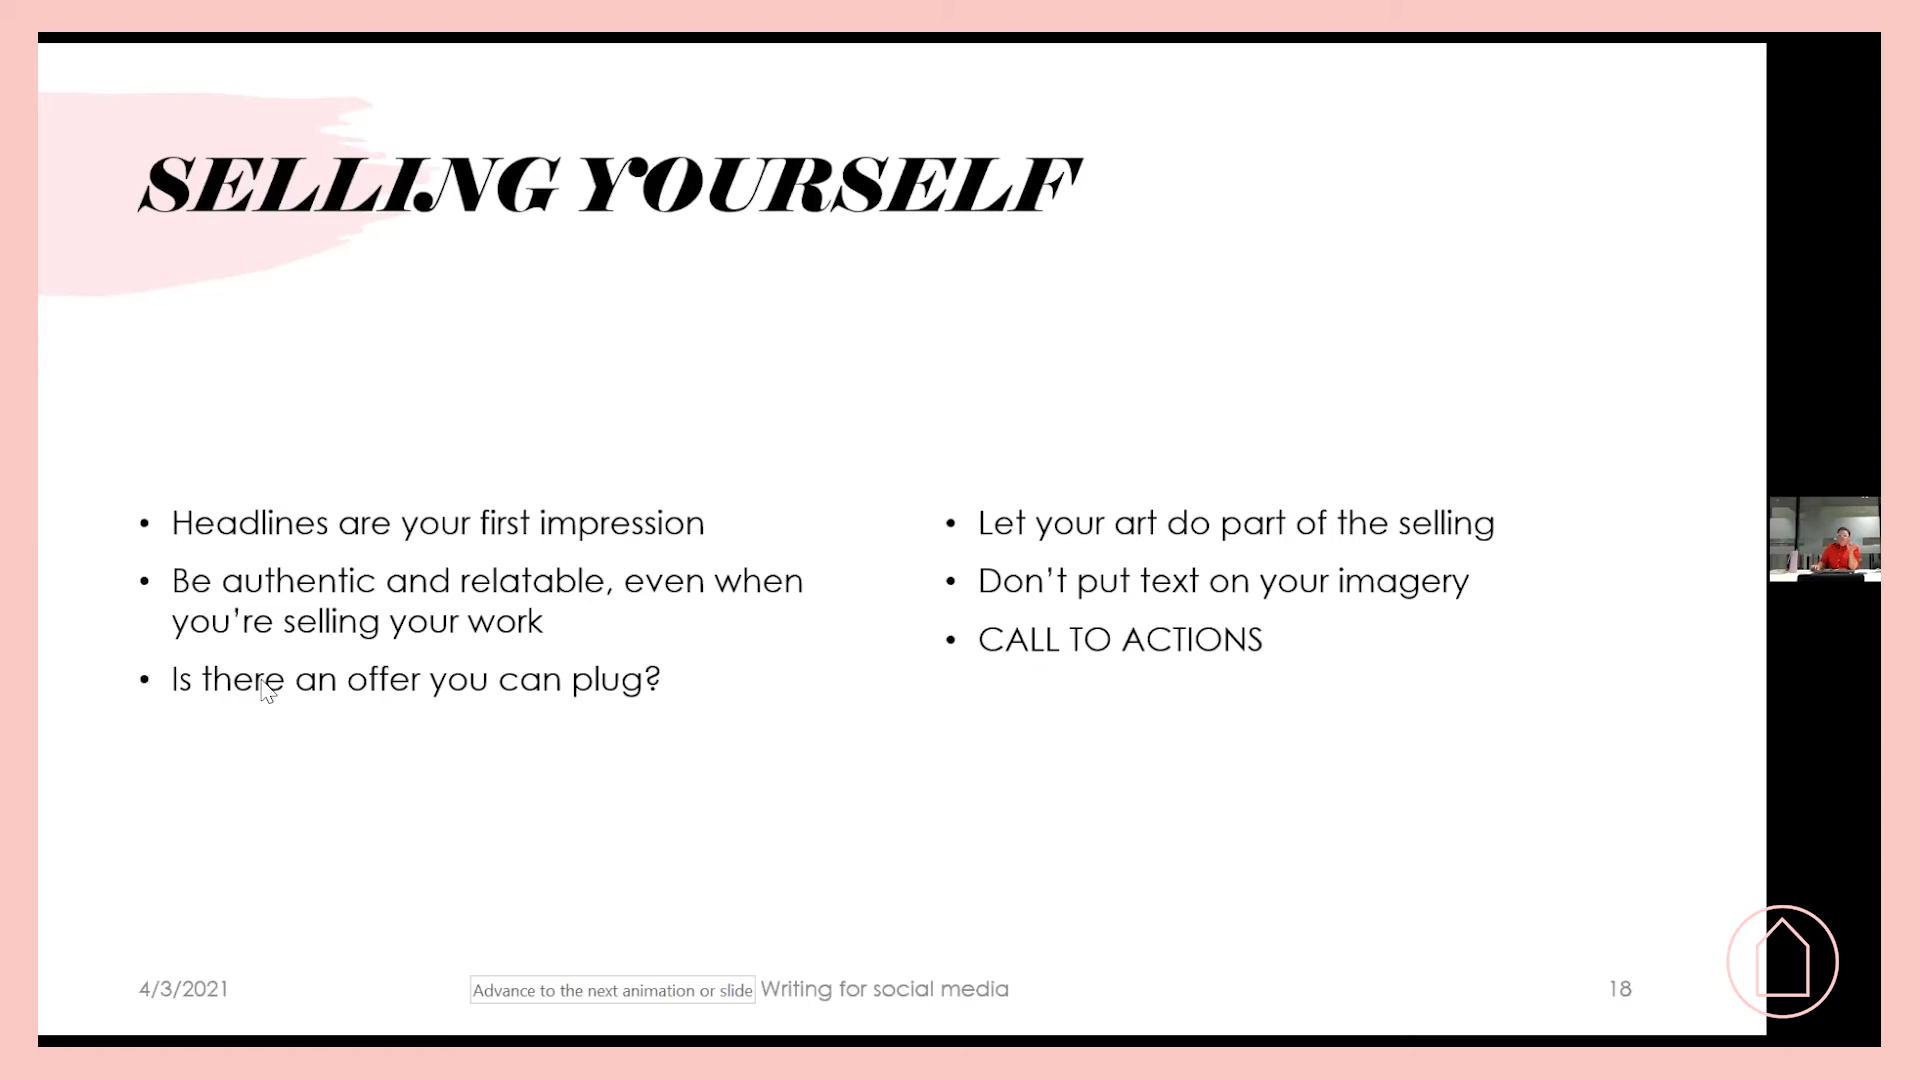 SELLING YOURSELF
• Headlines are your first impression
• Be authentic and relatable, even when
you’re selling your work
• Is there an offer you can plug?
• Let your art do part of the selling
• Don’t put text on your imagery
• CALL TO ACTIONS
4/3/2021
Advance to the next animation or slide
Writing for social media
18